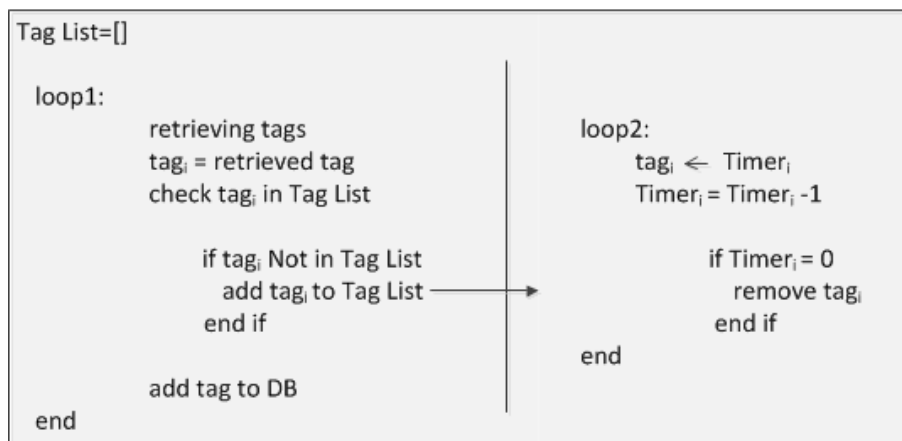 Tag List=[]
loop1:
retrieving tags
tagᵢ = retrieved tag
check tagᵢ in Tag List
if tagᵢ Not in Tag List
add tagᵢ to Tag List
end if
add tag to DB
end
loop2:
tagᵢ ← Timerᵢ
Timerᵢ = Timerᵢ -1
if Timerᵢ = 0
remove tagᵢ
end if
end